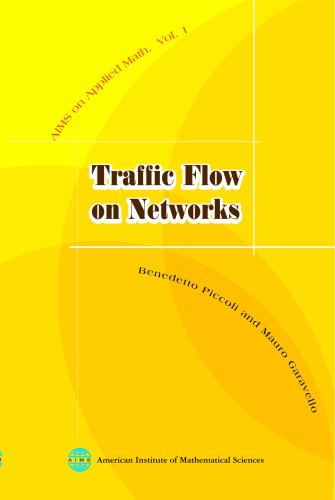 AIMS on Applied Math. Vol. 1
Traffic Flow
on Networks
Benedetto Piccoli and Mauro Garavello
AIMS
American Institute of Mathematical Sciences